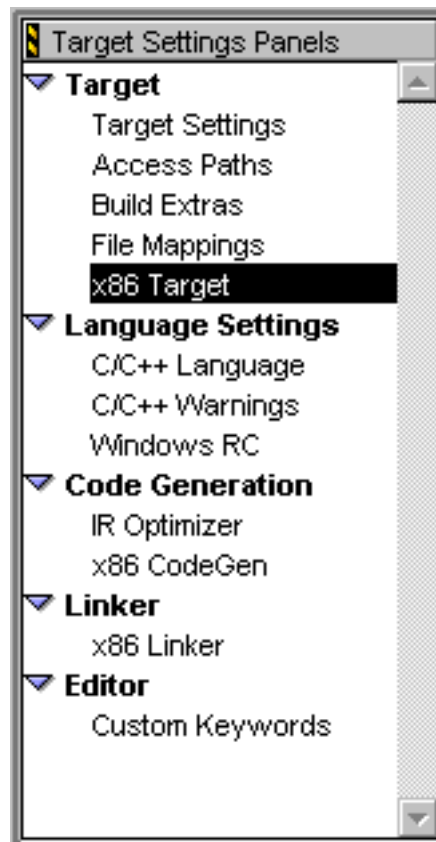 Target Settings Panels
Target
Target Settings
Access Paths
Build Extras
File Mappings
x86 Target
Language Settings
C/C++ Language
C/C++ Warnings
Windows RC
Code Generation
IR Optimizer
x86 CodeGen
Linker
x86 Linker
Editor
Custom Keywords